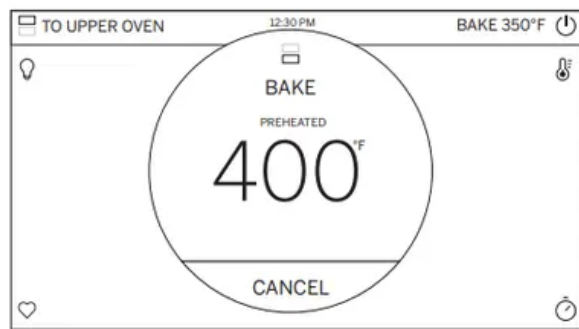 TO UPPER OVEN
12:30 PM
BAKE 350°F
BAKE
PREHEATED
400°F
CANCEL